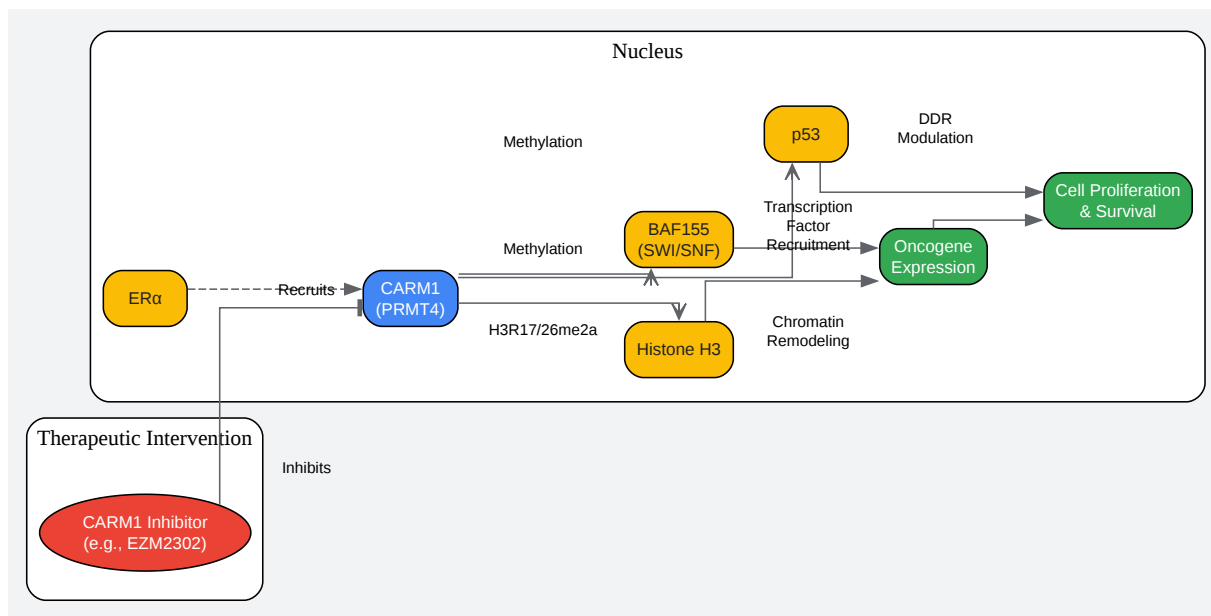 Nucleus
p53
DDR
Modulation
Methylation
Cell Proliferation
& Survival
Transcription
Factor
Recruitment
BAF155
(SWI/SNF)
Methylation
Oncogene
Expression
ERα
Recruits
CARM1
(PRMT4)
H3R17/26me2a
Histone H3
Chromatin
Remodeling
Therapeutic Intervention
Inhibits
CARM1 Inhibitor
(e.g., EZM2302)